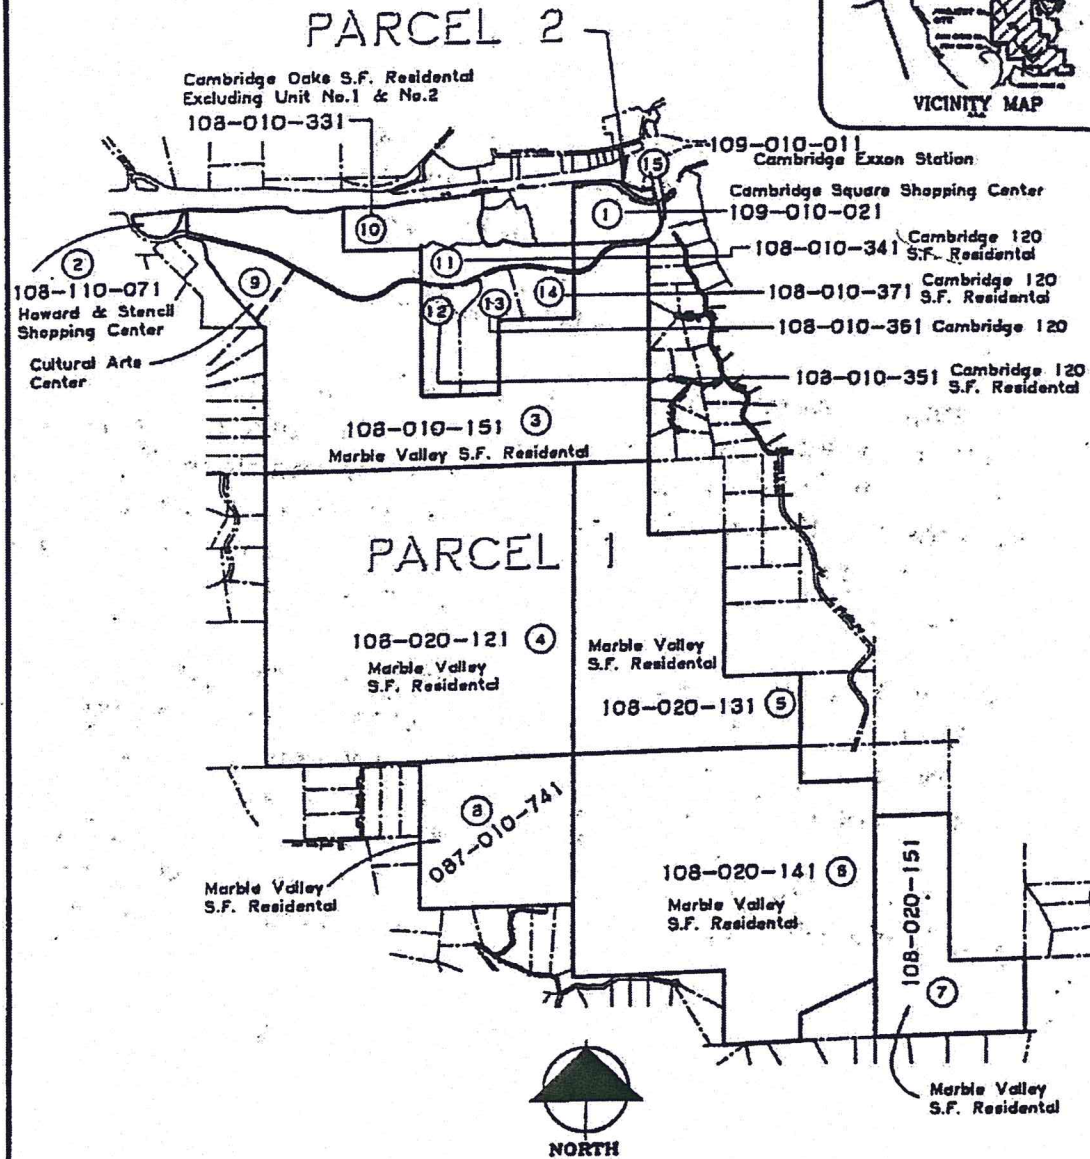 PARCEL 2
VICINITY MAP
Cambridge Oaks S.F. Residental
Excluding Unit No.1 & No.2
108-010-331
109-010-011
Cambridge Exxon Station
Cambridge Square Shopping Center
109-010-021
15
1
10
108-010-341 Cambridge 120
S.F. Residental
11
2
108-110-071
Howard & Stencil
Shopping Center
9
Cultural Arts
Center
108-010-371 Cambridge 120
S.F. Residental
12
13
14
108-010-361 Cambridge 120
108-010-351 Cambridge 120
S.F. Residental
108-010-151 3
Marble Valley S.F. Residental
PARCEL 1
108-020-121 4
Marble Valley
S.F. Residental
Marble Valley
S.F. Residental
108-020-131 5
8
087-010-741
Marble Valley
S.F. Residental
108-020-141 6
Marble Valley
S.F. Residental
108-020-151
7
Marble Valley
S.F. Residental
NORTH